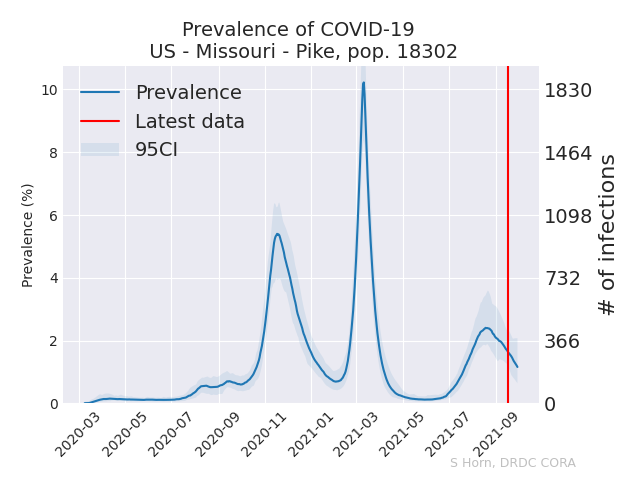 Prevalence of COVID-19
US - Missouri - Pike, pop. 18302
Prevalence
Latest data
95CI
Prevalence (%)
10
8
6
4
2
0
1830
1464
1098
732
366
0
# of infections
2020-03
2020-05
2020-07
2020-09
2020-11
2021-01
2021-03
2021-05
2021-07
2021-09
S Horn, DRDC CORA